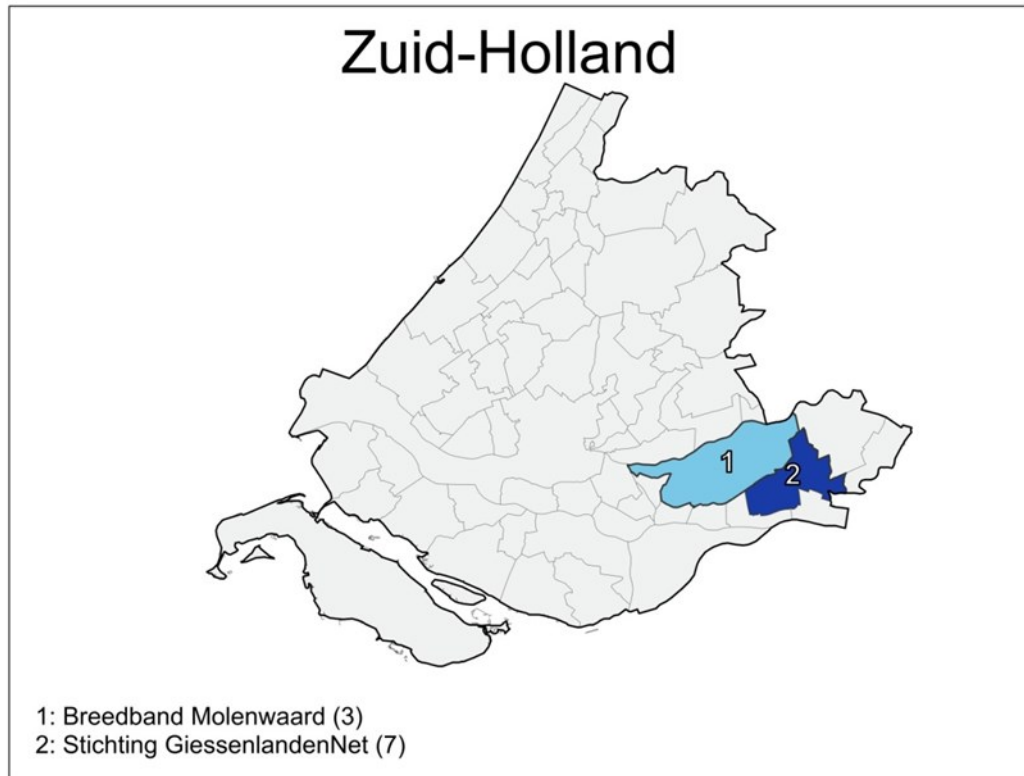 Zuid-Holland
1
2
1: Breedband Molenwaard (3)
2: Stichting GiessenlandenNet (7)